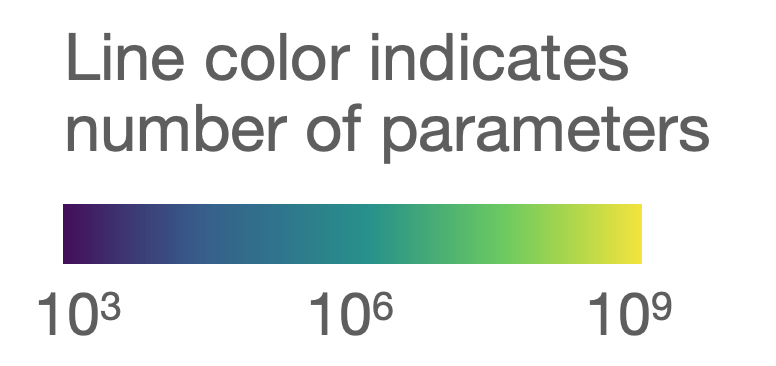 Line color indicates
number of parameters
10³ 10⁶ 10⁹